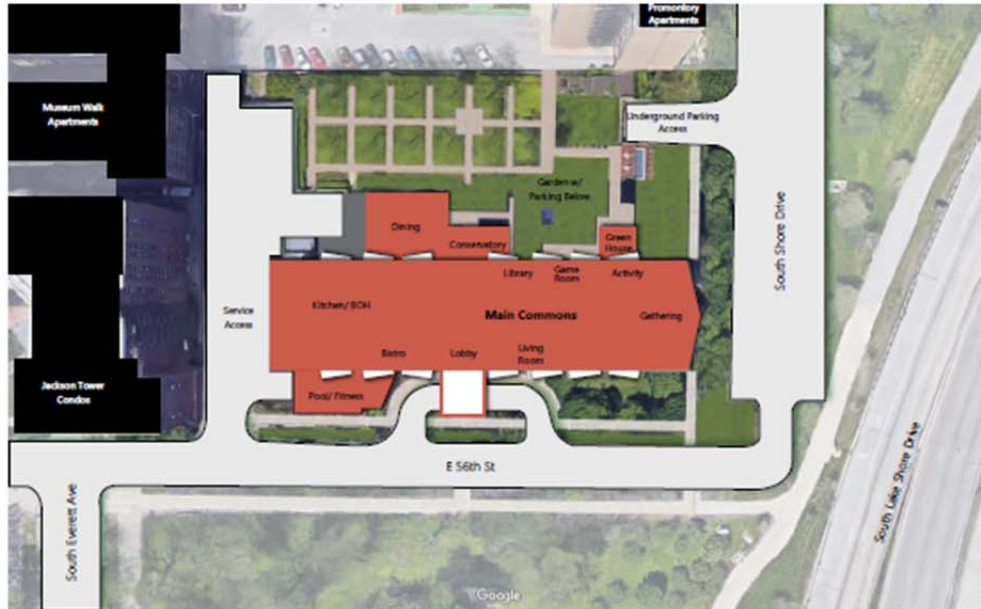 Promontory
Apartments
Museum Walk
Apartments
Underground Parking
Access
Garden w/
Parking Below
Dining
Conservatory
Green
House
Library
Game
Room
Activity
South Shore Drive
Kitchen/ BOH
Service
Access
Main Commons
Gathering
Bistro
Lobby
Living
Room
Jackson Tower
Condos
Pool/ Fitness
E 56th St
South Everett Ave
South Lake Shore Drive
Google